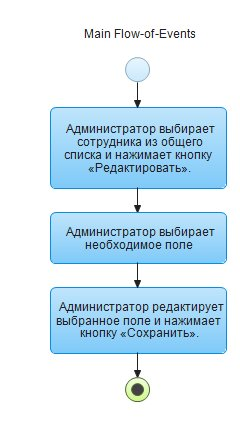 Main Flow-of-Events
Администратор выбирает
сотрудника из общего
списка и нажимает кнопку
«Редактировать».
Администратор выбирает
необходимое поле
Администратор редактирует
выбранное поле и нажимает
кнопку «Сохранить».